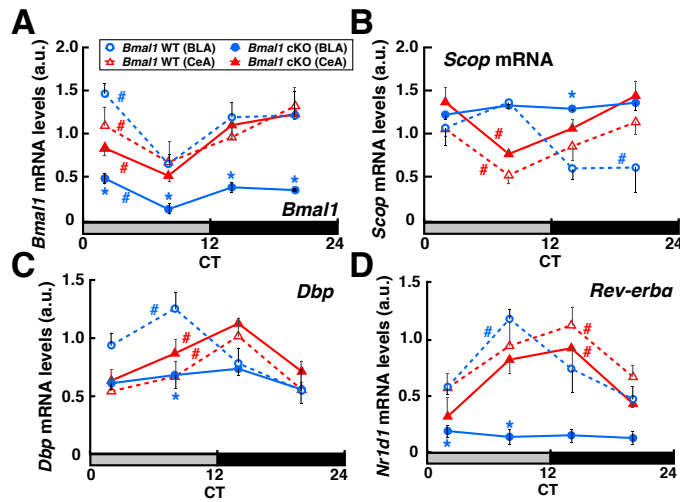 A
Bmal1 WT (BLA) Bmal1 cKO (BLA)
Bmal1 WT (CeA) Bmal1 cKO (CeA)
Bmal1 mRNA levels (a.u.)
2.0
1.5
1.0
0.5
0
#
#
#
#
* * * *
Bmal1
0 12 24
CT
B
Scop mRNA
Scop mRNA levels (a.u.)
2.0
1.5
1.0
0.5
0
*
#
#
#
0 12 24
CT
C
Dbp
Dbp mRNA levels (a.u.)
1.5
1.0
0.5
0
#
#
#
*
0 12 24
CT
D
Rev-erbα
Nr1d1 mRNA levels (a.u.)
1.5
1.0
0.5
0
#
#
#
* *
0 12 24
CT